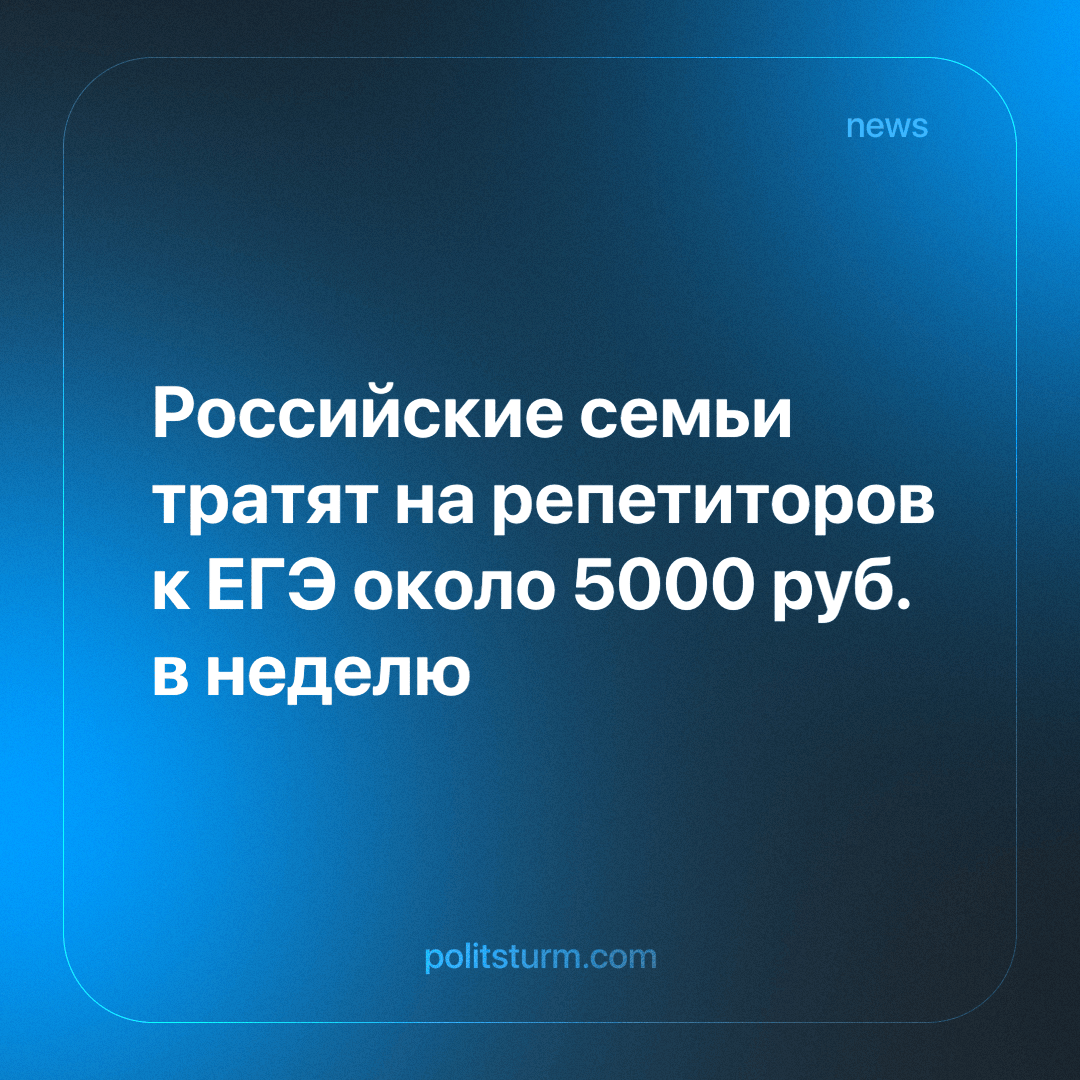 news
Российские семьи
тратят на репетиторов
к ЕГЭ около 5000 руб.
в неделю
politsturm.com